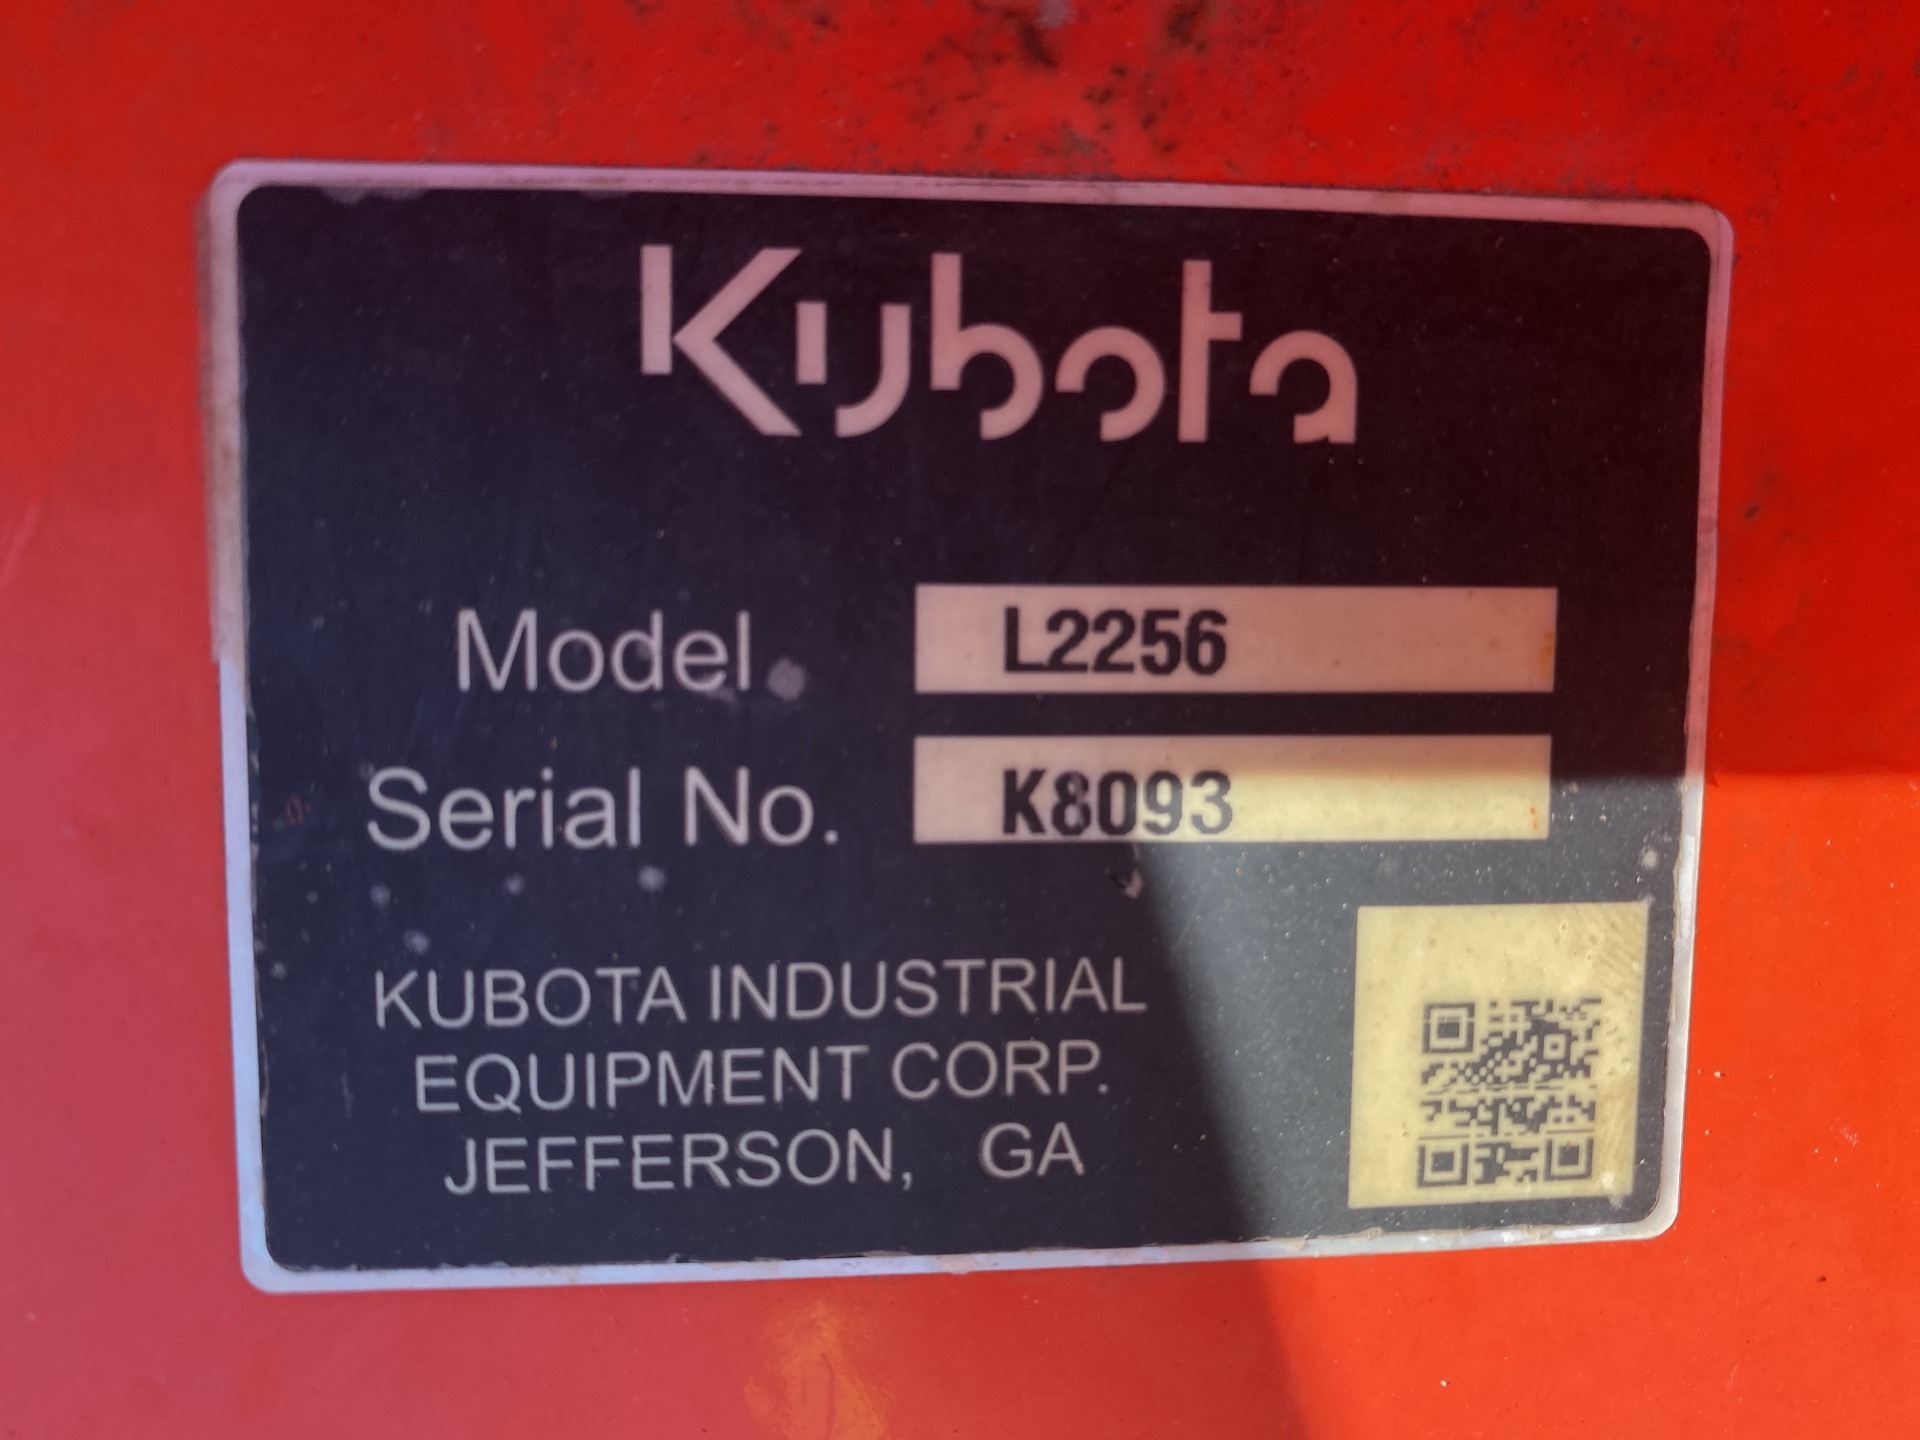 Kubota
Model L2256
Serial No. K8093
KUBOTA INDUSTRIAL
EQUIPMENT CORP.
JEFFERSON, GA